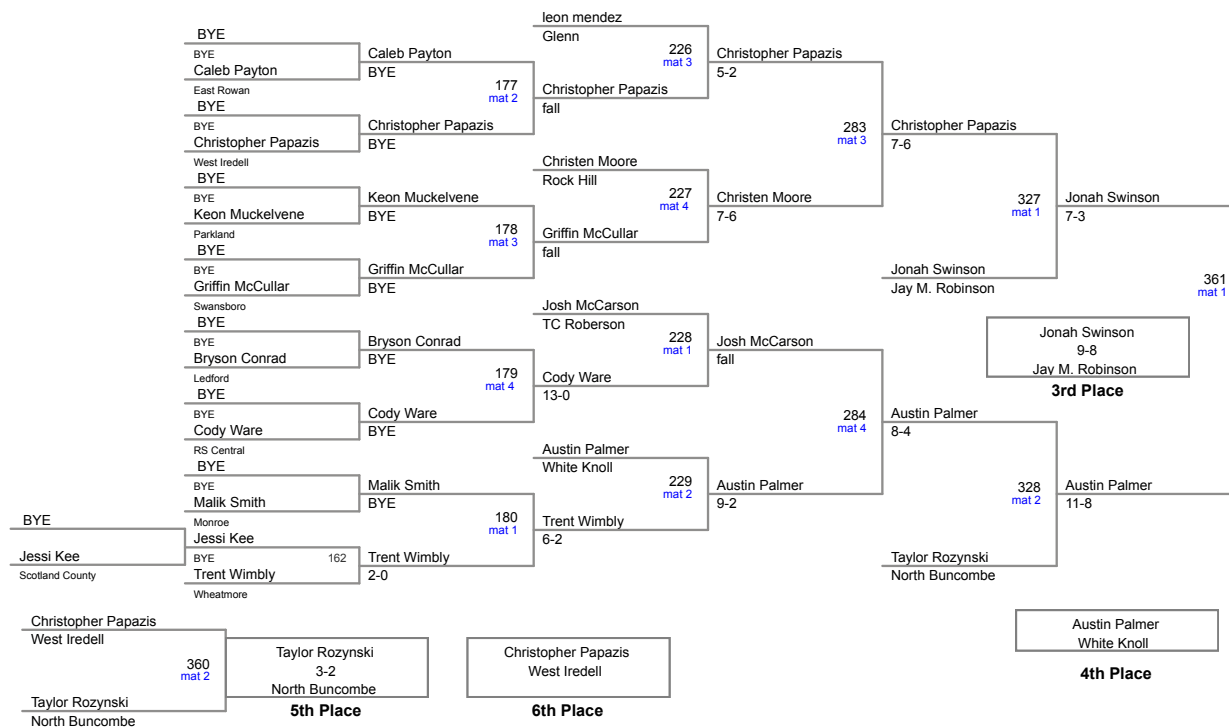 leon mendez
Glenn
BYE
BYE
Caleb Payton
East Rowan
Caleb Payton
BYE
226
mat 3
Christopher Papazis
5-2
177
mat 2
Christopher Papazis
fall
BYE
BYE
Christopher Papazis
West Iredell
Christopher Papazis
BYE
283
mat 3
Christopher Papazis
7-6
Christen Moore
Rock Hill
BYE
BYE
Keon Muckelvene
Parkland
Keon Muckelvene
BYE
227
mat 4
Christen Moore
7-6
327
mat 1
Jonah Swinson
7-3
178
mat 3
Griffin McCullar
fall
BYE
BYE
Griffin McCullar
Swansboro
Griffin McCullar
BYE
Jonah Swinson
Jay M. Robinson
361
mat 1
Josh McCarson
TC Roberson
BYE
BYE
Bryson Conrad
Ledford
Bryson Conrad
BYE
228
mat 1
Josh McCarson
fall
Jonah Swinson
9-8
Jay M. Robinson
3rd Place
179
mat 4
Cody Ware
13-0
BYE
BYE
Cody Ware
RS Central
Cody Ware
BYE
284
mat 4
Austin Palmer
8-4
Austin Palmer
White Knoll
BYE
BYE
Malik Smith
Monroe
Malik Smith
BYE
229
mat 2
Austin Palmer
9-2
328
mat 2
Austin Palmer
11-8
180
mat 1
Trent Wimbly
6-2
BYE
Jessi Kee
Scotland County
Jessi Kee
BYE
162
Trent Wimbly
Wheatmore
Trent Wimbly
2-0
Taylor Rozynski
North Buncombe
Christopher Papazis
West Iredell
360
mat 2
Taylor Rozynski
North Buncombe
Taylor Rozynski
3-2
North Buncombe
5th Place
Christopher Papazis
West Iredell
6th Place
Austin Palmer
White Knoll
4th Place